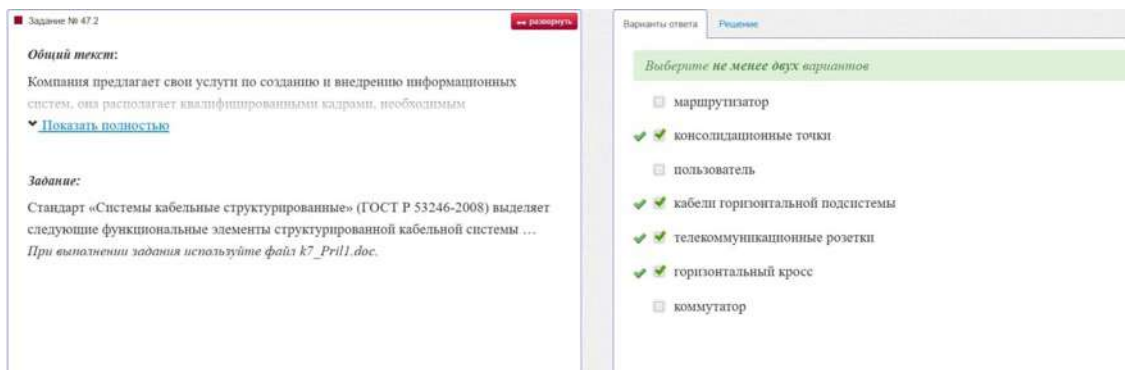 Задание № 47.2
развернуть
Общий текст:
Компания предлагает свои услуги по созданию и внедрению информационных
систем, она располагает квалифицированными кадрами, необходимым
Показать полностью
Задание:
Стандарт «Системы кабельные структурированные» (ГОСТ Р 53246-2008) выделяет
следующие функциональные элементы структурированной кабельной системы …
При выполнении задания используйте файл k7_Pril1.doc.
Варианты ответа
Решение
Выберите не менее двух вариантов
маршрутизатор
консолидационные точки
пользователь
кабели горизонтальной подсистемы
телекоммуникационные розетки
горизонтальный кросс
коммутатор